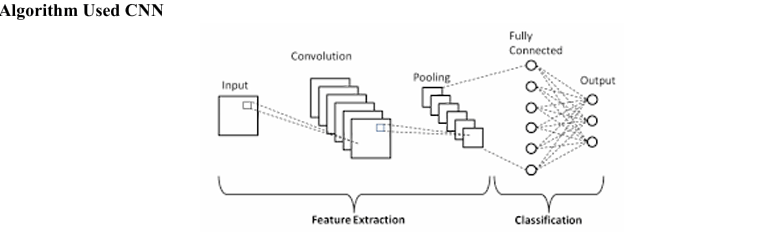 Algorithm Used CNN
Fully
Connected
Convolution
Pooling
Output
Input
Feature Extraction
Classification